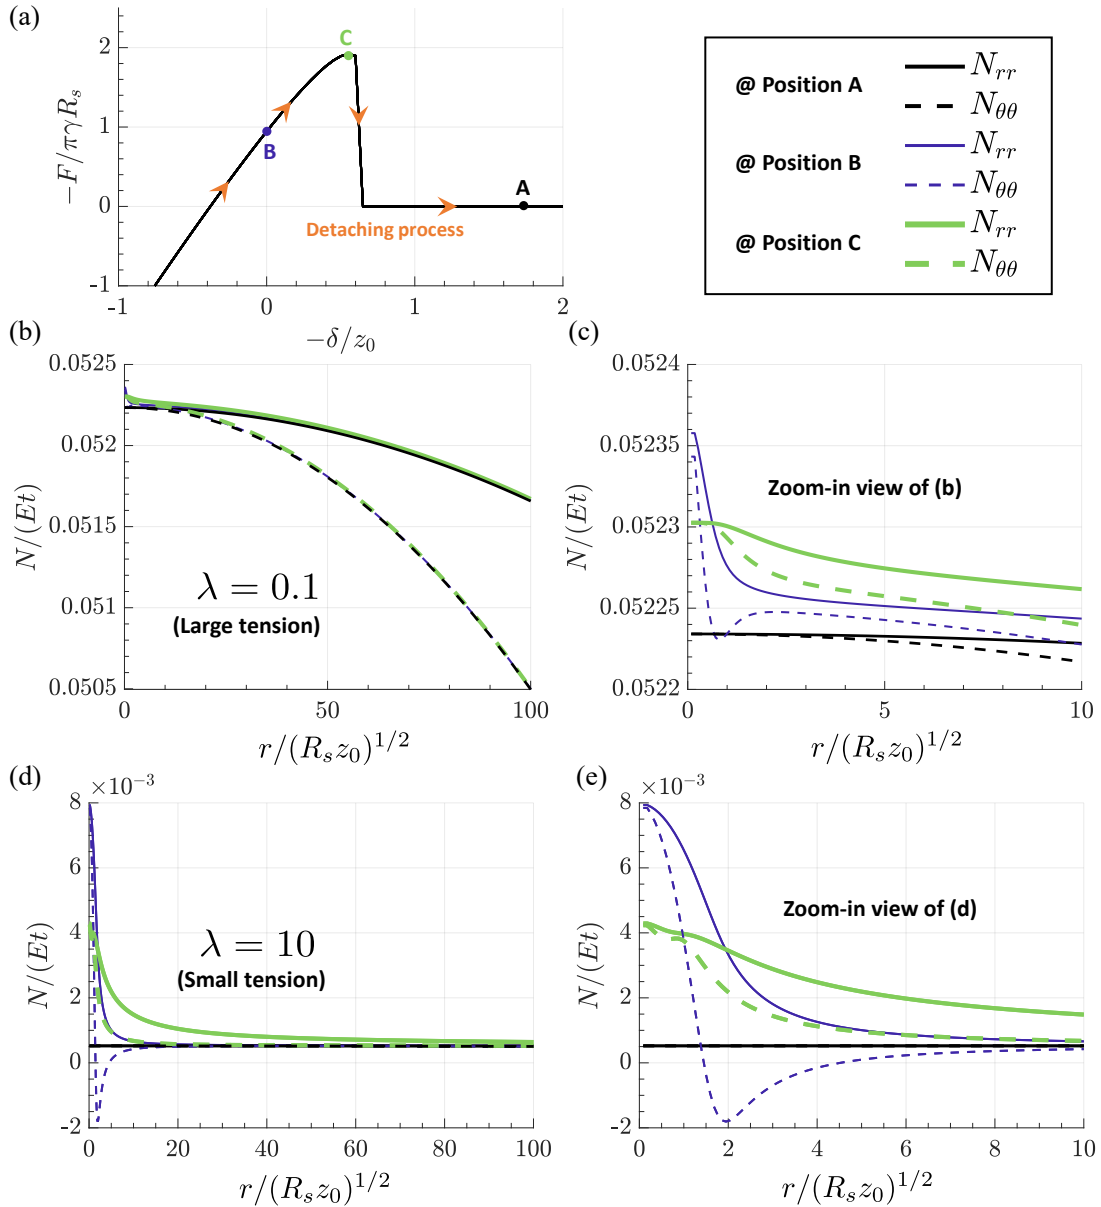 (a)
−F/πγR_s
2
1
0
-1
C
B
A
Detaching process
-1
0
1
2
−δ/z_0
@ Position A
N_rr
N_θθ
@ Position B
N_rr
N_θθ
@ Position C
N_rr
N_θθ
(b)
N/(Et)
0.0525
0.052
0.0515
0.051
0.0505
λ = 0.1
(Large tension)
0
50
100
r/(R_s z_0)^{1/2}
(c)
N/(Et)
0.0524
0.05235
0.0523
0.05225
0.0522
Zoom-in view of (b)
0
5
10
r/(R_s z_0)^{1/2}
(d)
×10^{-3}
N/(Et)
8
6
4
2
0
-2
λ = 10
(Small tension)
0
20
40
60
80
100
r/(R_s z_0)^{1/2}
(e)
×10^{-3}
N/(Et)
8
6
4
2
0
-2
Zoom-in view of (d)
0
2
4
6
8
10
r/(R_s z_0)^{1/2}